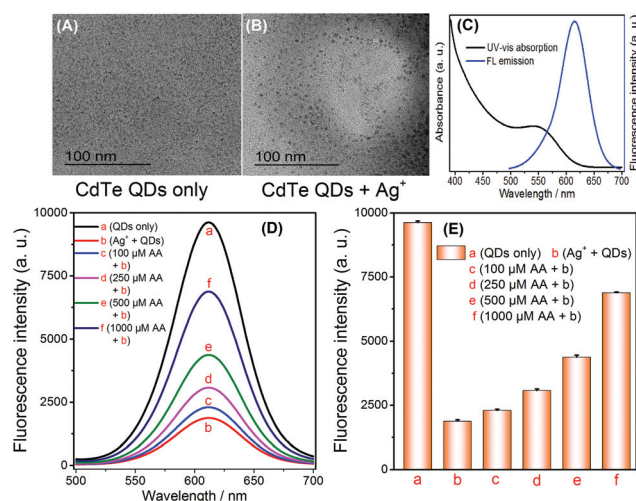 (A)
100 nm
CdTe QDs only
(B)
100 nm
CdTe QDs + Ag⁺
(C)
UV-vis absorption
FL emission
Absorbance (a. u.)
Fluorescence intensity (a. u.)
400 450 500 550 600 650 700
Wavelength / nm
(D)
a (QDs only)
b (Ag⁺ + QDs)
c (100 µM AA
+ b)
d (250 µM AA
+ b)
e (500 µM AA
+ b)
f (1000 µM AA
+ b)
a
f
e
d
c
b
Fluorescence intensity (a. u.)
10000
7500
5000
2500
0
500 550 600 650 700
Wavelength / nm
(E)
a (QDs only) b (Ag⁺ + QDs)
c (100 µM AA + b)
d (250 µM AA + b)
e (500 µM AA + b)
f (1000 µM AA + b)
Fluorescence intensity (a. u.)
10000
7500
5000
2500
0
a b c d e f